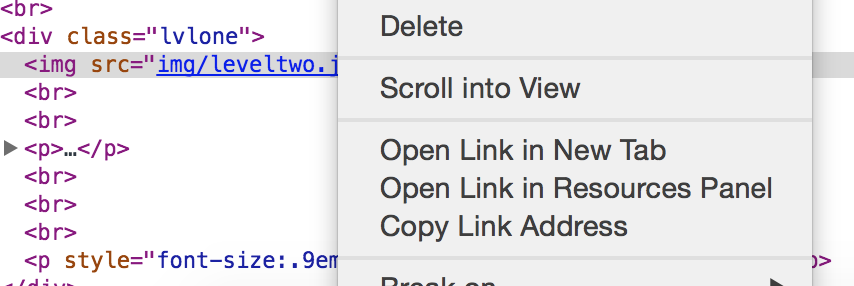 <br>
<div class="lvlone">
Delete
<img src="img/leveltwo.j
<br>
Scroll into View
<br>
<p>…</p>
Open Link in New Tab
<br>
Open Link in Resources Panel
<br>
Copy Link Address
<br>
<p style="font-size:.9em
>
</div>
Break on